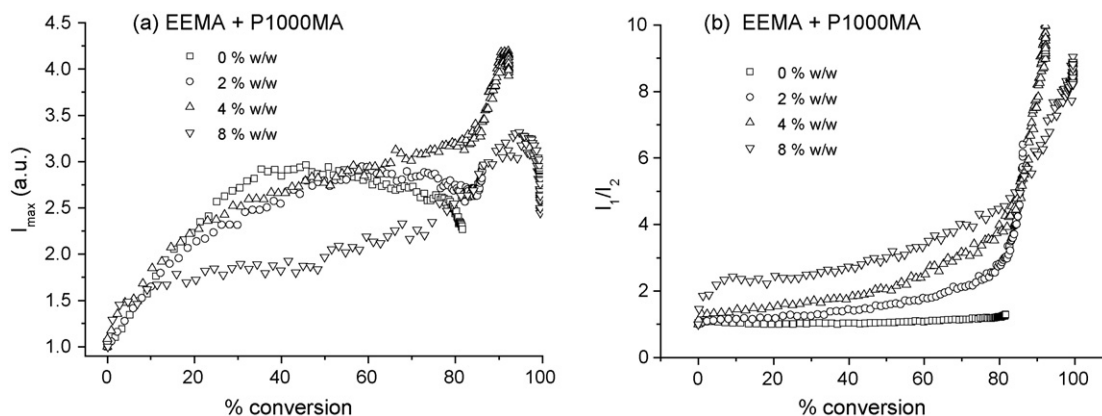 (a) EEMA + P1000MA
0 % w/w
2 % w/w
4 % w/w
8 % w/w
I_max (a.u.)
4.5
4.0
3.5
3.0
2.5
2.0
1.5
1.0
0 20 40 60 80 100
% conversion
(b) EEMA + P1000MA
0 % w/w
2 % w/w
4 % w/w
8 % w/w
I_1/I_2
10
8
6
4
2
0
0 20 40 60 80 100
% conversion